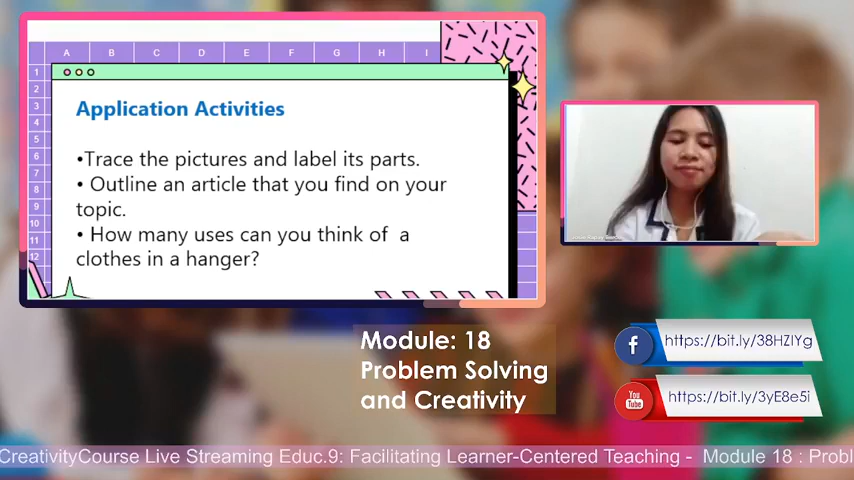 A B C D E F G H I
1
2
3
4
5
6
7
8
9
10
11
12
Application Activities
•Trace the pictures and label its parts.
• Outline an article that you find on your
topic.
• How many uses can you think of a
clothes in a hanger?
Module: 18
Problem Solving
and Creativity
f
https://bit.ly/38HZIYg
You
Tube
https://bit.ly/3yE8e5i
CreativityCourse Live Streaming Educ.9: Facilitating Learner-Centered Teaching - Module 18 : Probl